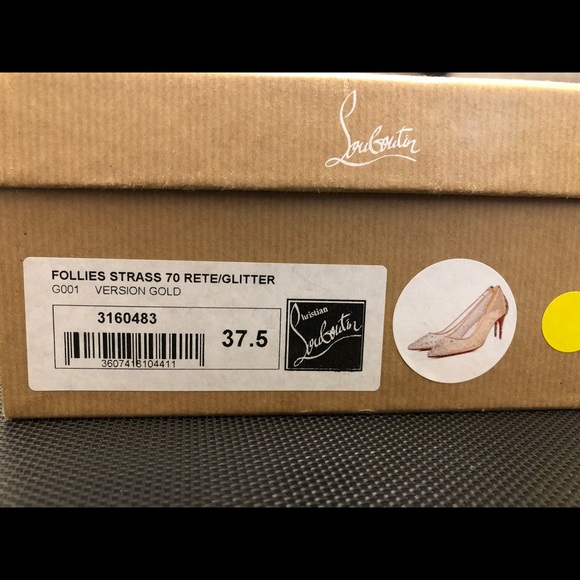 Louboutin
FOLLIES STRASS 70 RETE/GLITTER
G001 VERSION GOLD
3160483
37.5
3607416104411
Christian
Louboutin